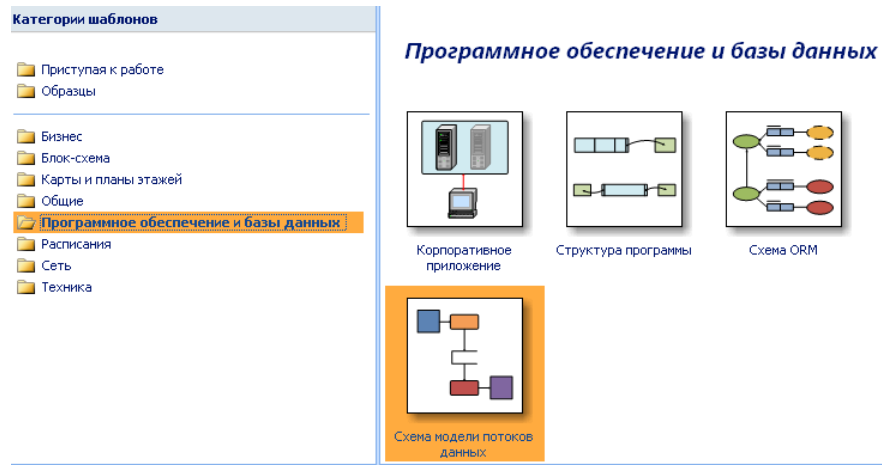 Категории шаблонов
Приступая к работе
Образцы
Бизнес
Блок-схема
Карты и планы этажей
Общие
Программное обеспечение и базы данных
Расписания
Сеть
Техника
Программное обеспечение и базы данных
Корпоративное
приложение
Структура программы
Схема ORM
Схема модели потоков
данных